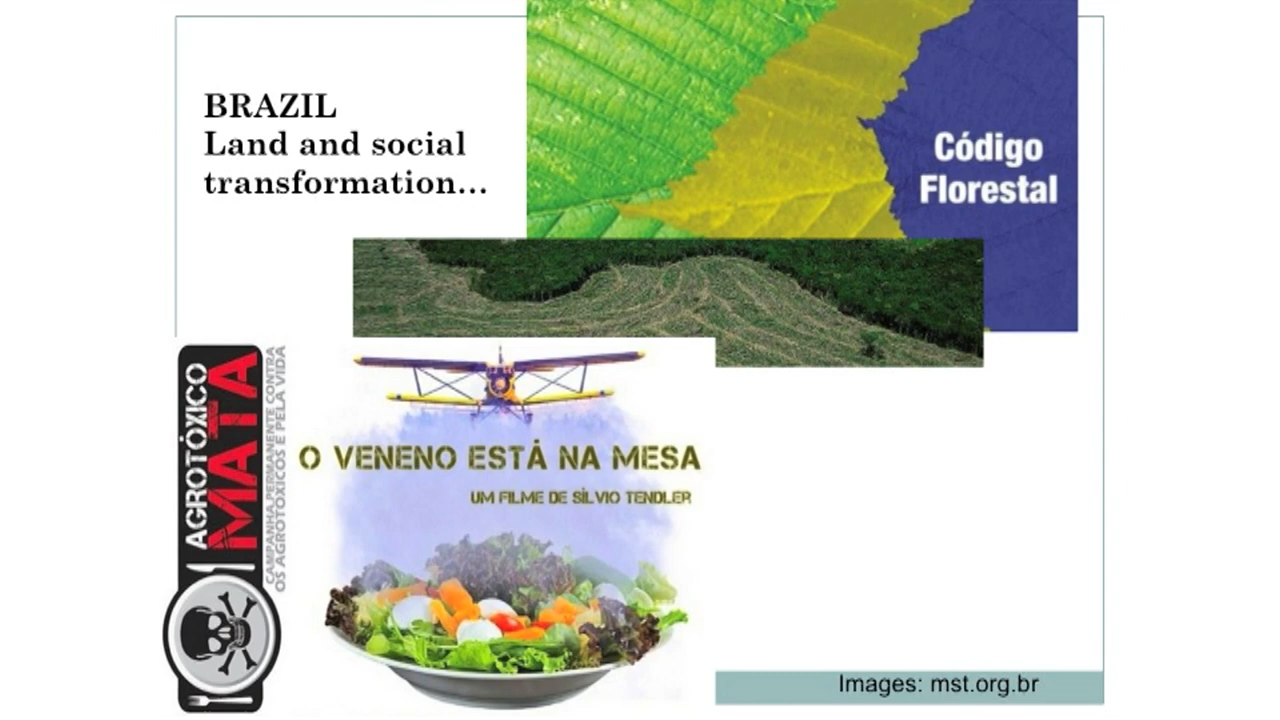 BRAZIL
Land and social
transformation...
Código
Florestal
AGROTÓXICO
MATA
CAMPANHA PERMANENTE CONTRA
OS AGROTÓXICOS E PELA VIDA
O VENENO ESTÁ NA MESA
UM FILME DE SÍLVIO TENDLER
Images: mst.org.br